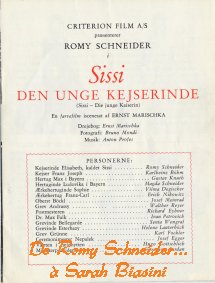 CRITERION FILM A/S
præsenterer
ROMY SCHNEIDER
i
Sissi
DEN UNGE KEJSERINDE
(Sissi - Die junge Kaiserin)
En farvefilm iscenesat af ERNST MARISCHKA
Drejebog: Ernst Marischka
Fotografi: Bruno Mondi
Musik: Anton Profes
PERSONERNE:
Kejserinde Elisabeth, kaldet Sissi Romy Schneider
Kejser Franz Joseph Karlheinz Böhm
Hertug Max i Bayern Gustav Knuth
Hertuginde Ludovika i Bayern Magda Schneider
Ærkehertuginde Sophie Vilma Degischer
Ærkehertug Franz-Carl Erich Nikowitz
Oberst Böckl Josef Meinrad
Grev Andrassy Walther Reyer
Postmesteren Richard Eybner
Dr. Max Falk Ivan Petrovich
Grevinde Bellegarde Senta Wengraf
Grevinde Esterhazy Helene Lauterböck
Grev Grünne Karl Fochler
Ceremonimester Nepalek Josef Egger
De Romy Schneider...
à Sarah Biasini